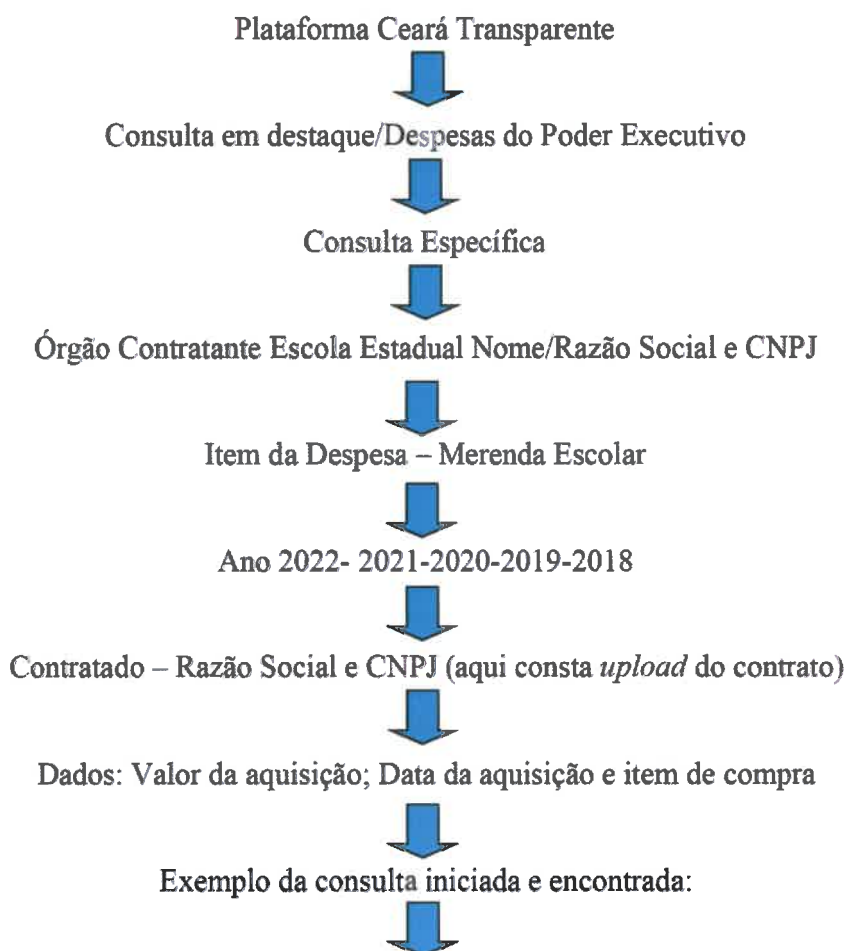 Plataforma Ceará Transparente
Consulta em destaque/Despesas do Poder Executivo
Consulta Específica
Órgão Contratante Escola Estadual Nome/Razão Social e CNPJ
Item da Despesa – Merenda Escolar
Ano 2022- 2021-2020-2019-2018
Contratado – Razão Social e CNPJ (aqui consta upload do contrato)
Dados: Valor da aquisição; Data da aquisição e item de compra
Exemplo da consulta iniciada e encontrada: